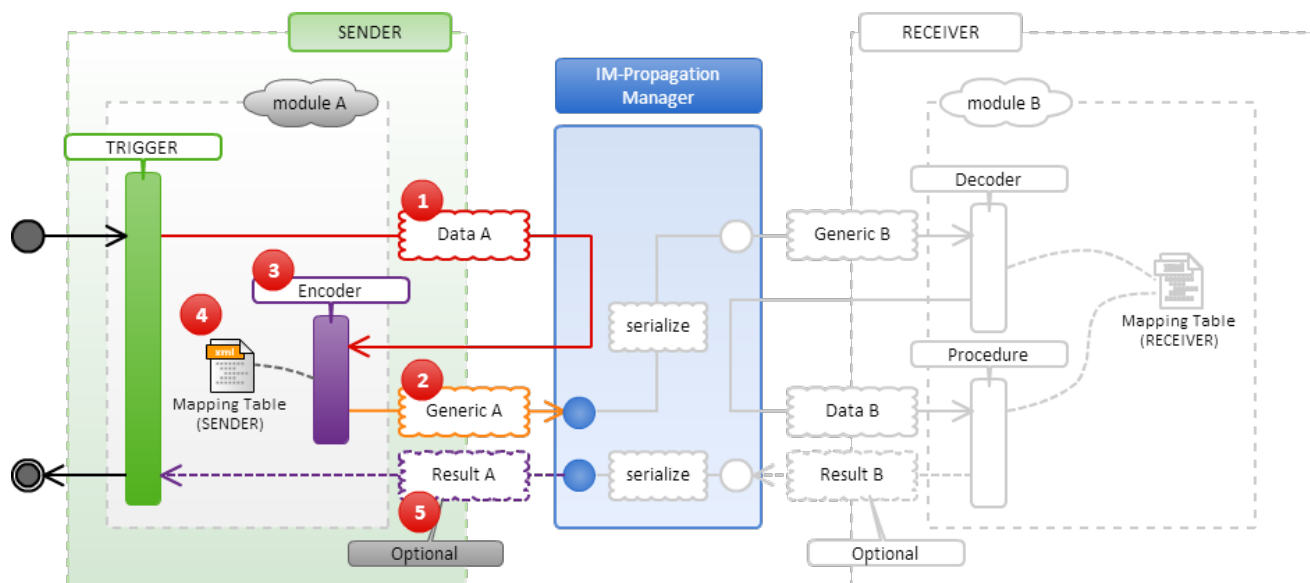 SENDER
RECEIVER
IM-Propagation
Manager
module A
module B
TRIGGER
Decoder
1
Data A
Generic B
3
Encoder
4
xml
serialize
xml
Mapping Table
(RECEIVER)
Procedure
2
Mapping Table
(SENDER)
Generic A
Data B
Result A
serialize
Result B
5
Optional
Optional